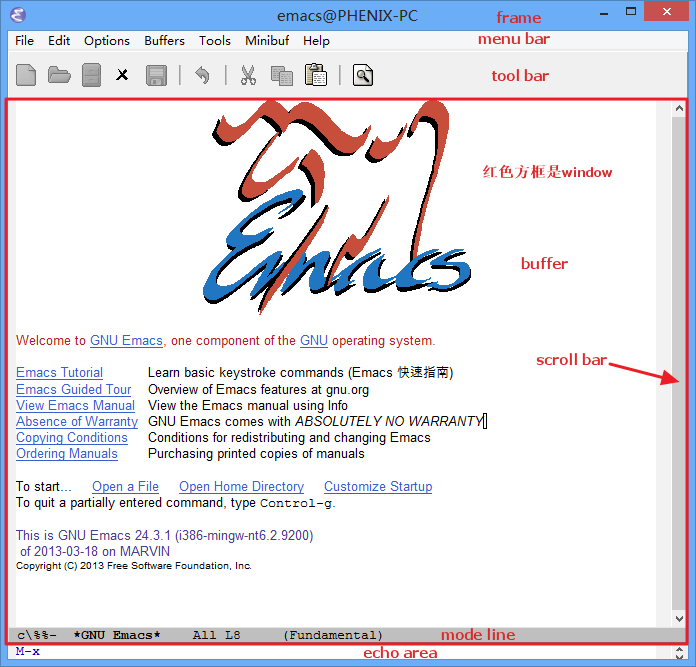 emacs@PHENIX-PC frame
File Edit Options Buffers Tools Minibuf Help menu bar
tool bar
红色方框是window
Emacs
buffer
Welcome to GNU Emacs, one component of the GNU operating system.
scroll bar
Emacs Tutorial Learn basic keystroke commands (Emacs 快速指南)
Emacs Guided Tour Overview of Emacs features at gnu.org
View Emacs Manual View the Emacs manual using Info
Absence of Warranty GNU Emacs comes with ABSOLUTELY NO WARRANTY
Copying Conditions Conditions for redistributing and changing Emacs
Ordering Manuals Purchasing printed copies of manuals
To start... Open a File Open Home Directory Customize Startup
To quit a partially entered command, type Control-g.
This is GNU Emacs 24.3.1 (i386-mingw-nt6.2.9200)
of 2013-03-18 on MARVIN
Copyright (C) 2013 Free Software Foundation, Inc.
c\%%- *GNU Emacs* All L8 (Fundamental) mode line
M-x echo area